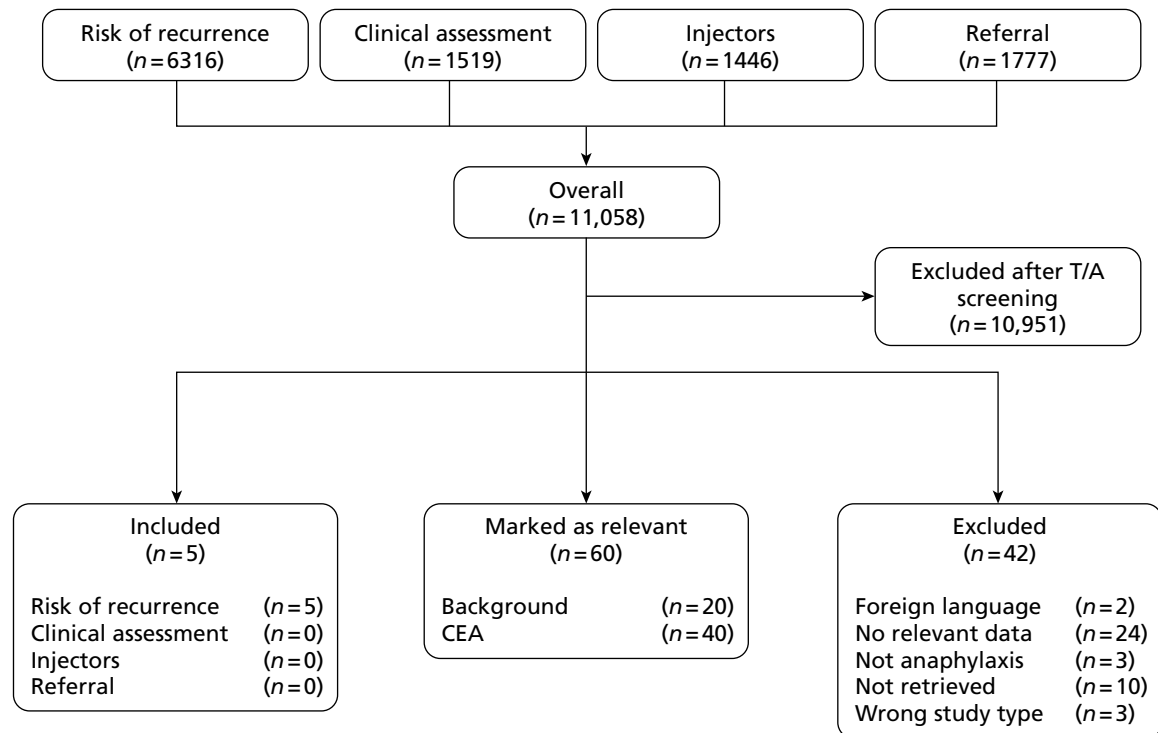 Risk of recurrence
(n=6316)
Clinical assessment
(n=1519)
Injectors
(n=1446)
Referral
(n=1777)
Overall
(n=11,058)
Excluded after T/A
screening
(n=10,951)
Included
(n=5)
Risk of recurrence (n=5)
Clinical assessment (n=0)
Injectors (n=0)
Referral (n=0)
Marked as relevant
(n=60)
Background (n=20)
CEA (n=40)
Excluded
(n=42)
Foreign language (n=2)
No relevant data (n=24)
Not anaphylaxis (n=3)
Not retrieved (n=10)
Wrong study type (n=3)